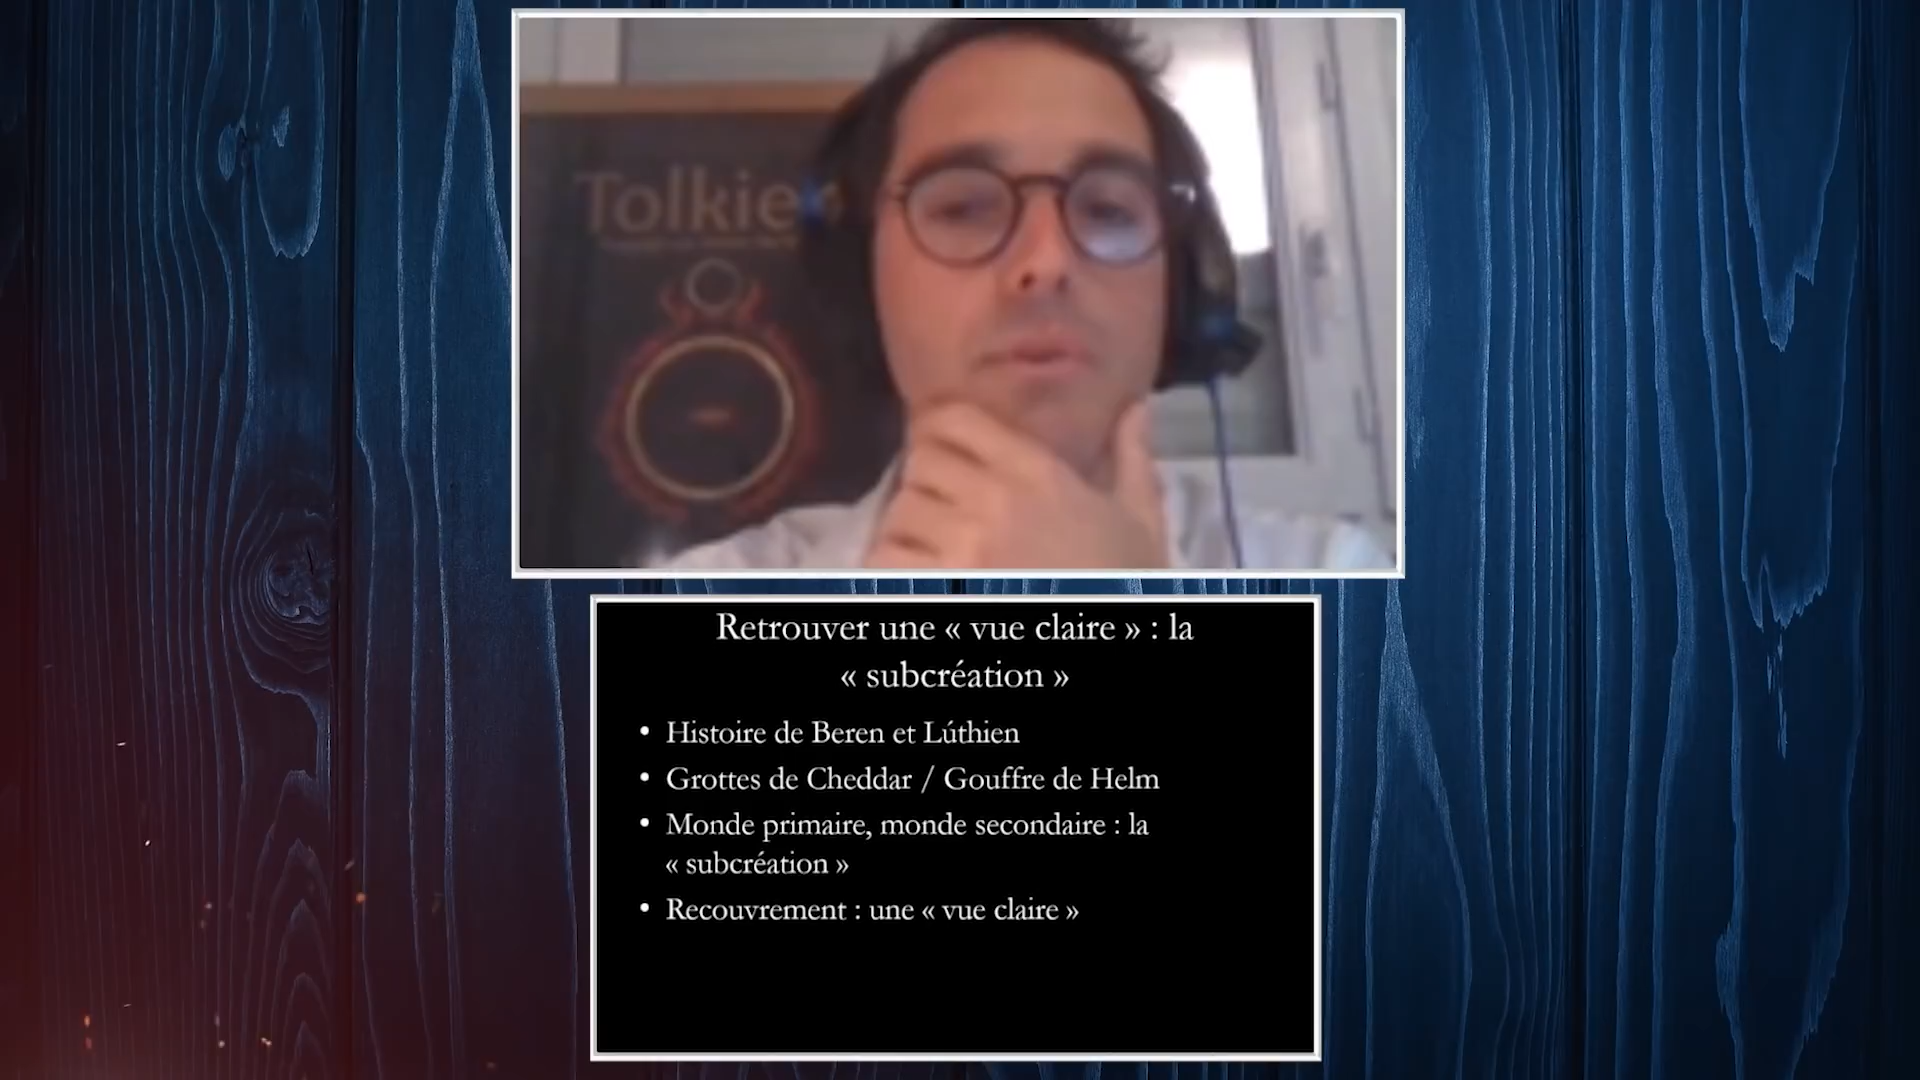 Tolkien
Retrouver une « vue claire » : la
« subcréation »
• Histoire de Beren et Lúthien
• Grottes de Cheddar / Gouffre de Helm
• Monde primaire, monde secondaire : la
« subcréation »
• Recouvrement : une « vue claire »